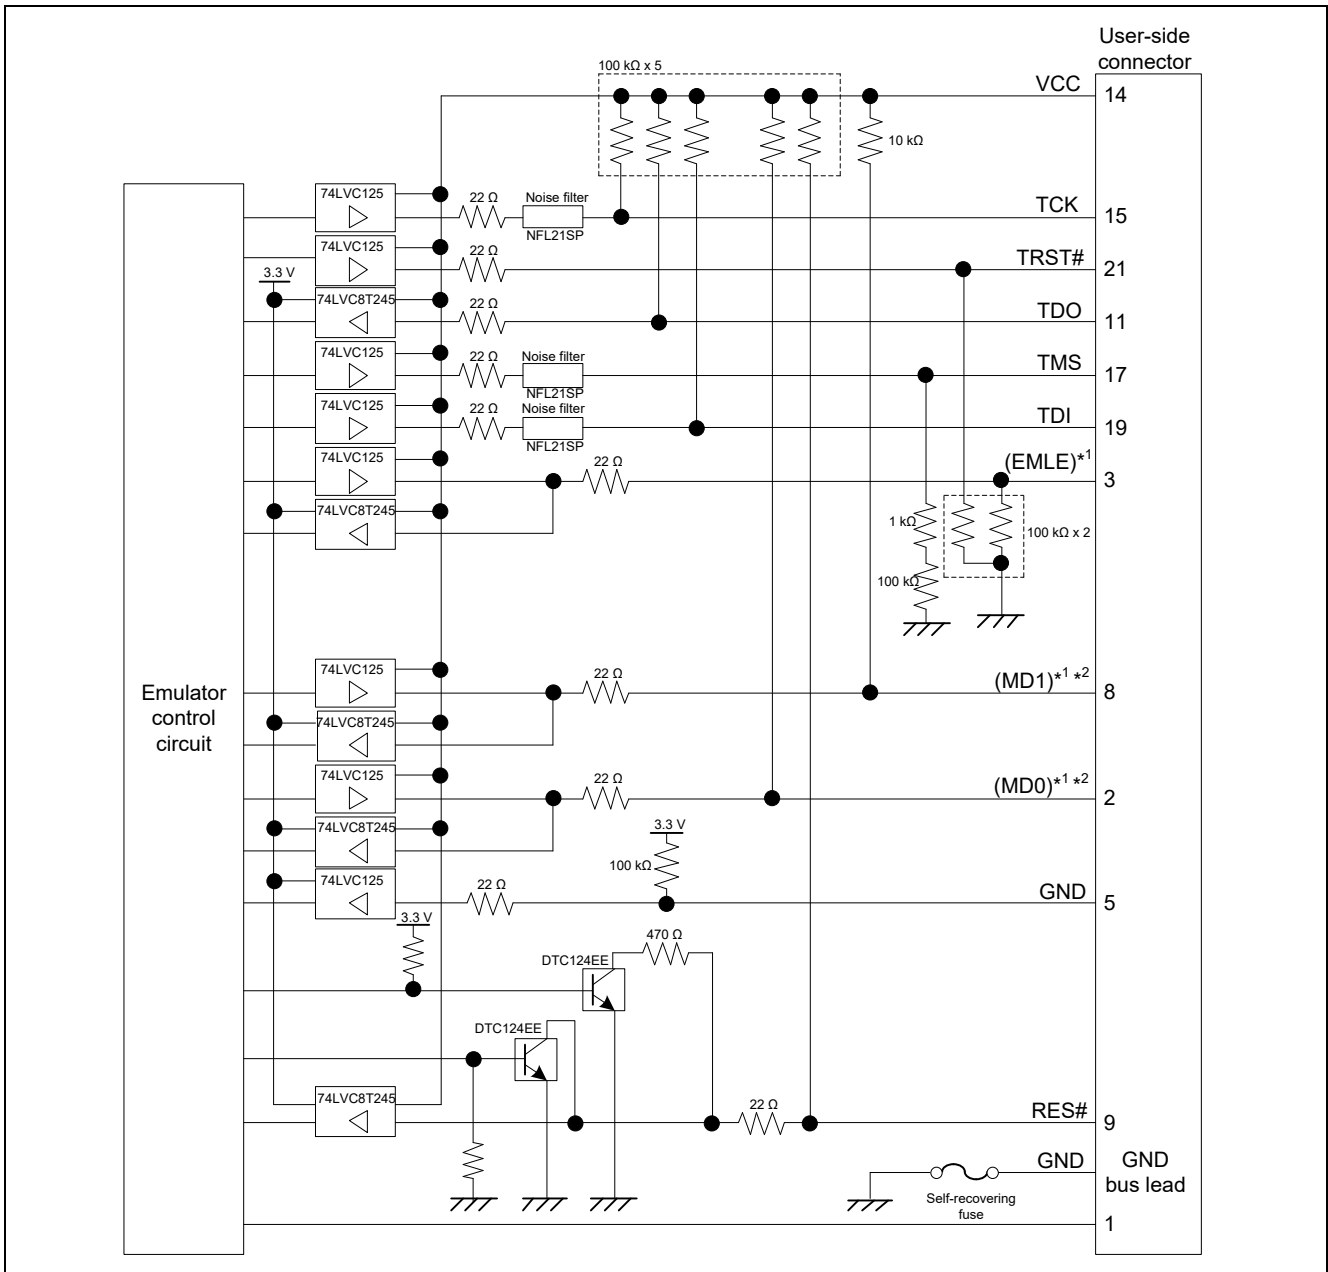 User-side
connector
100 kΩ x 5
VCC
14
10 kΩ
74LVC125
22 Ω
Noise filter
NFL21SP
TCK
15
74LVC125
22 Ω
TRST#
21
3.3 V
74LVC8T245
22 Ω
TDO
11
74LVC125
22 Ω
Noise filter
NFL21SP
TMS
17
74LVC125
22 Ω
Noise filter
NFL21SP
TDI
19
74LVC125
22 Ω
(EMLE)*1
3
74LVC8T245
1 kΩ
100 kΩ x 2
100 kΩ
Emulator
control
circuit
74LVC125
22 Ω
(MD1)*1 *2
8
74LVC8T245
74LVC125
22 Ω
(MD0)*1 *2
2
74LVC8T245
3.3 V
100 kΩ
74LVC125
22 Ω
GND
5
3.3 V
470 Ω
DTC124EE
DTC124EE
74LVC8T245
22 Ω
RES#
9
GND
GND
bus lead
Self-recovering
fuse
1